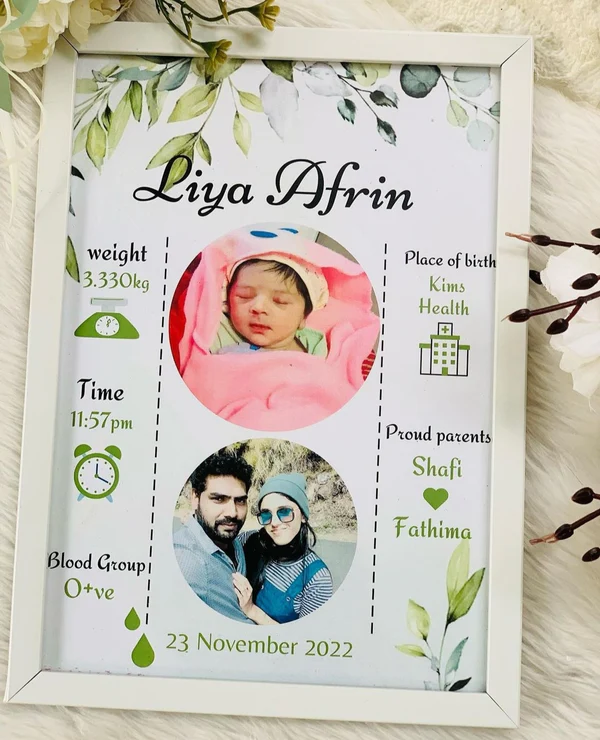 Liya Afrin
weight
3.330kg
Time
11:57pm
Blood Group
O+ve
Place of birth
Kims
Health
Proud parents
Shafi
Fathima
23 November 2022